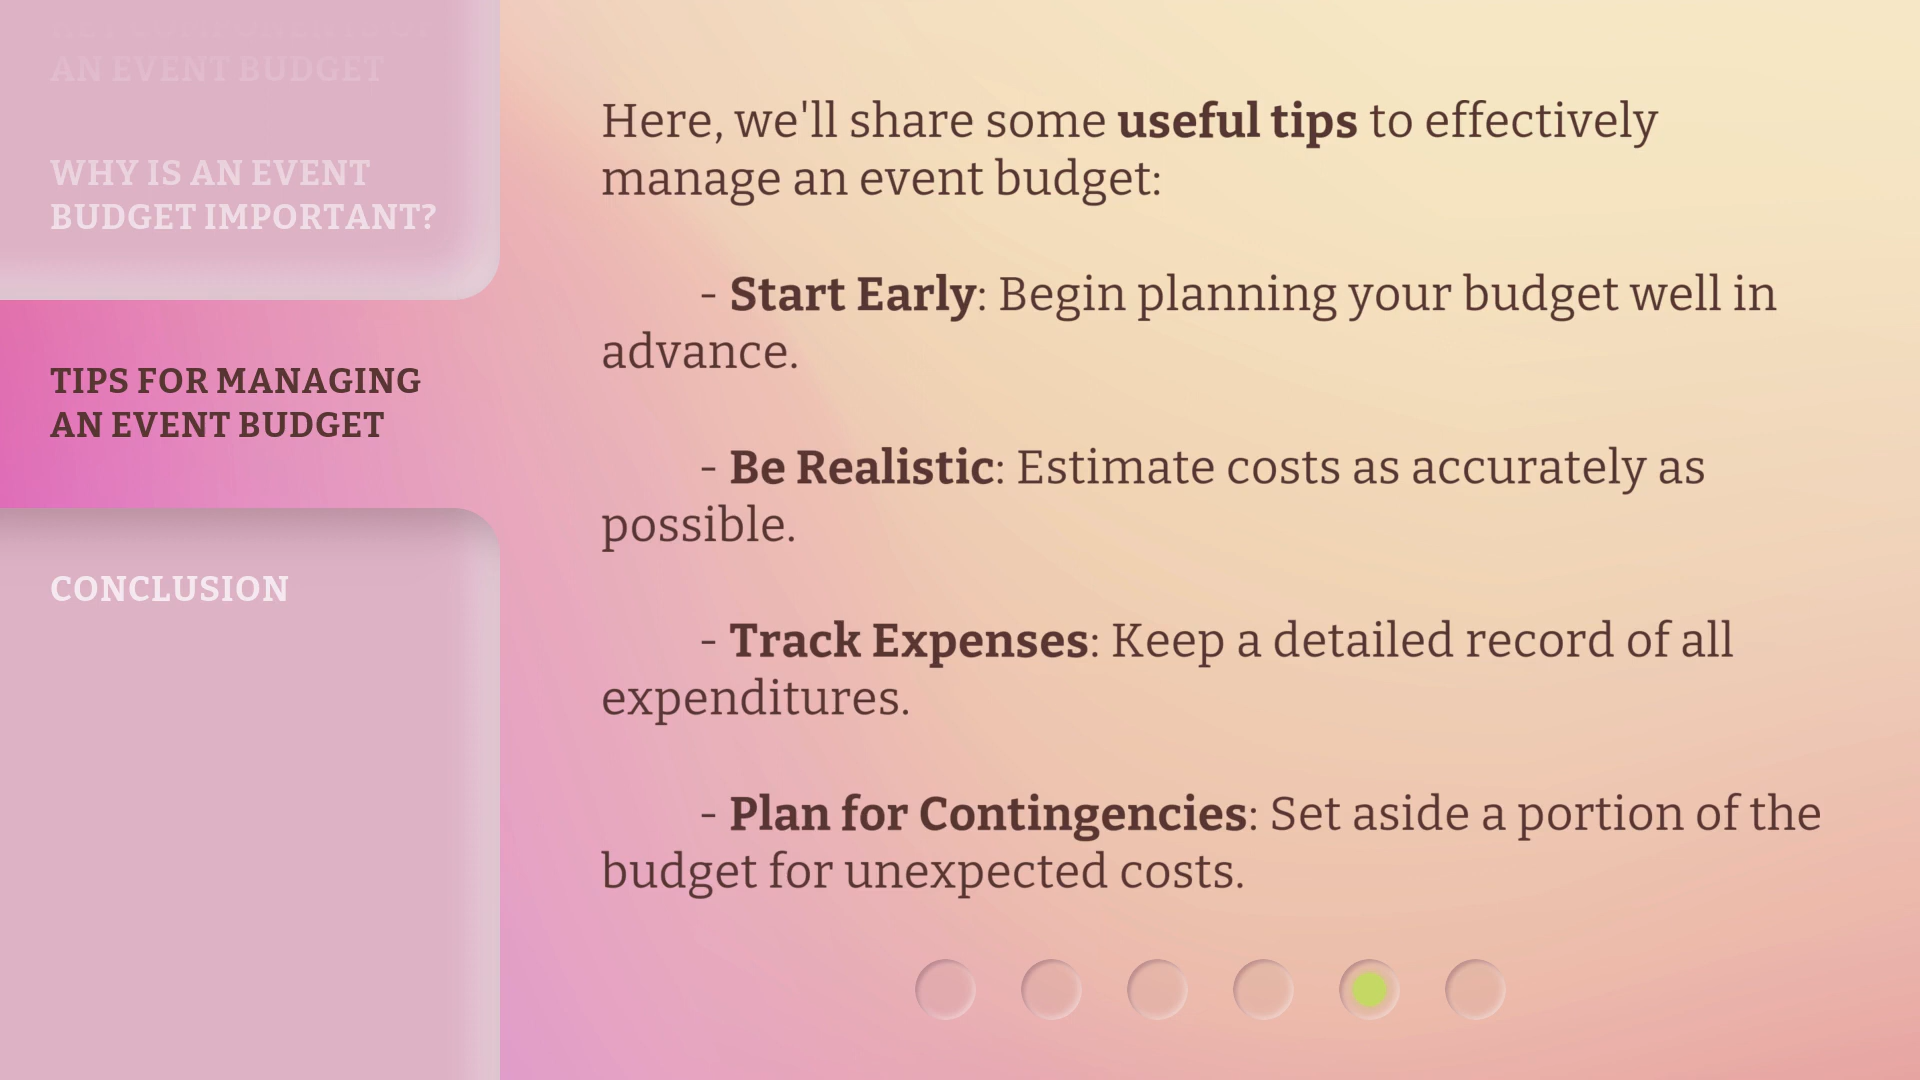 AN EVENT BUDGET
WHY IS AN EVENT
BUDGET IMPORTANT?
TIPS FOR MANAGING
AN EVENT BUDGET
CONCLUSION
Here, we'll share some useful tips to effectively
manage an event budget:
- Start Early: Begin planning your budget well in
advance.
- Be Realistic: Estimate costs as accurately as
possible.
- Track Expenses: Keep a detailed record of all
expenditures.
- Plan for Contingencies: Set aside a portion of the
budget for unexpected costs.